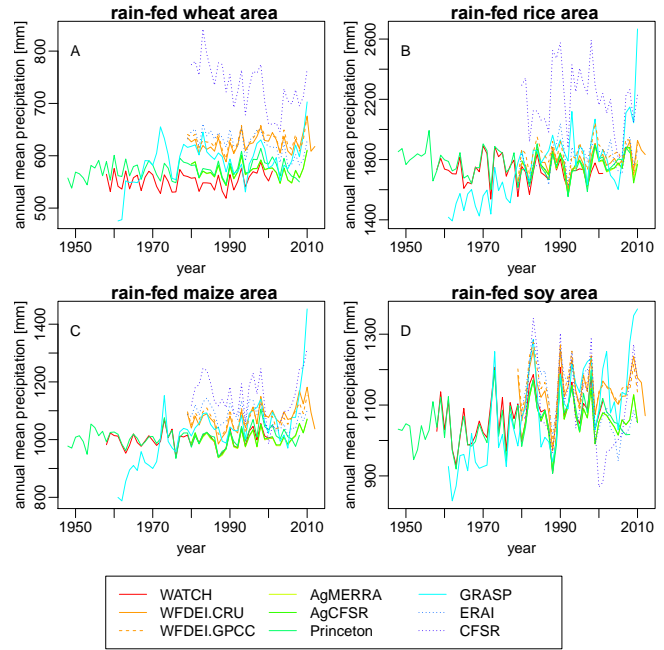 rain-fed wheat area
A
annual mean precipitation [mm]
500 600 700 800
1950 1970 1990 2010
year
rain-fed rice area
B
annual mean precipitation [mm]
1400 1800 2200 2600
1950 1970 1990 2010
year
rain-fed maize area
C
annual mean precipitation [mm]
800 1000 1200 1400
1950 1970 1990 2010
year
rain-fed soy area
D
annual mean precipitation [mm]
900 1100 1300
1950 1970 1990 2010
year
WATCH
WFDEI.CRU
WFDEI.GPCC
AgMERRA
AgCFSR
Princeton
GRASP
ERAI
CFSR